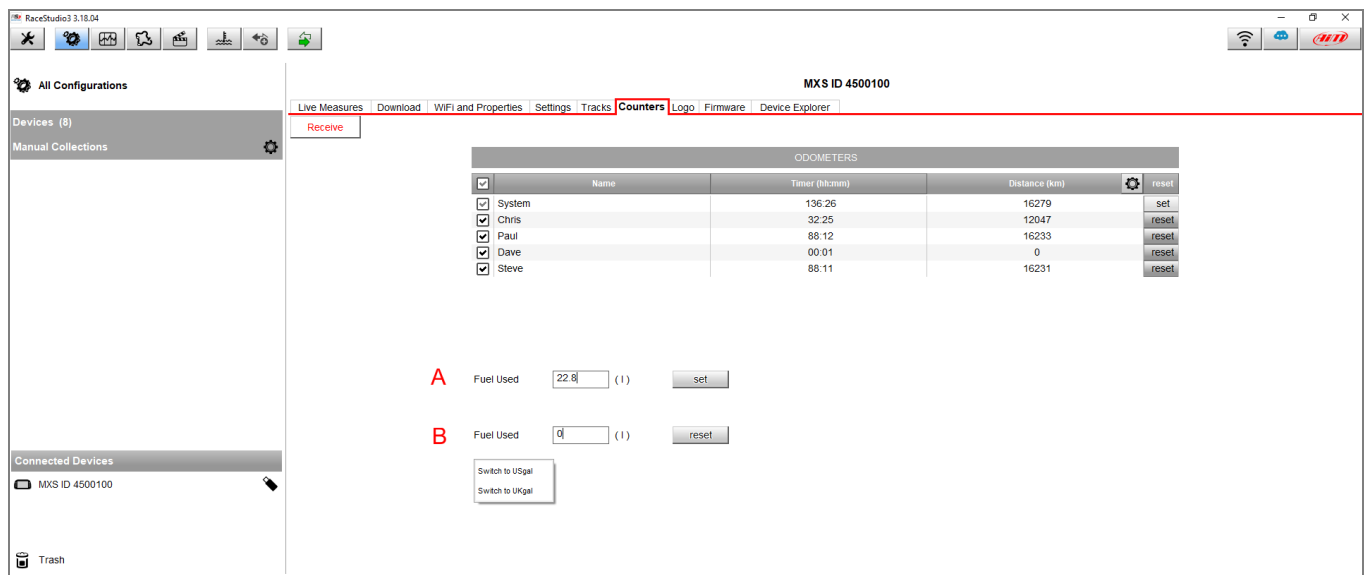 RaceStudio3 3.18.04
AiM
All Configurations
MXS ID 4500100
Live Measures Download WiFi and Properties Settings Tracks Counters Logo Firmware Device Explorer
Devices (8)
Receive
Manual Collections
ODOMETERS
Name Timer (hh:mm) Distance (km) reset
System 136:26 16279 set
Chris 32:25 12047 reset
Paul 88:12 16233 reset
Dave 00:01 0 reset
Steve 88:11 16231 reset
A Fuel Used 22.8 ( l ) set
B Fuel Used 0 ( l ) reset
Connected Devices
Switch to USgal
MXS ID 4500100
Switch to UKgal
Trash